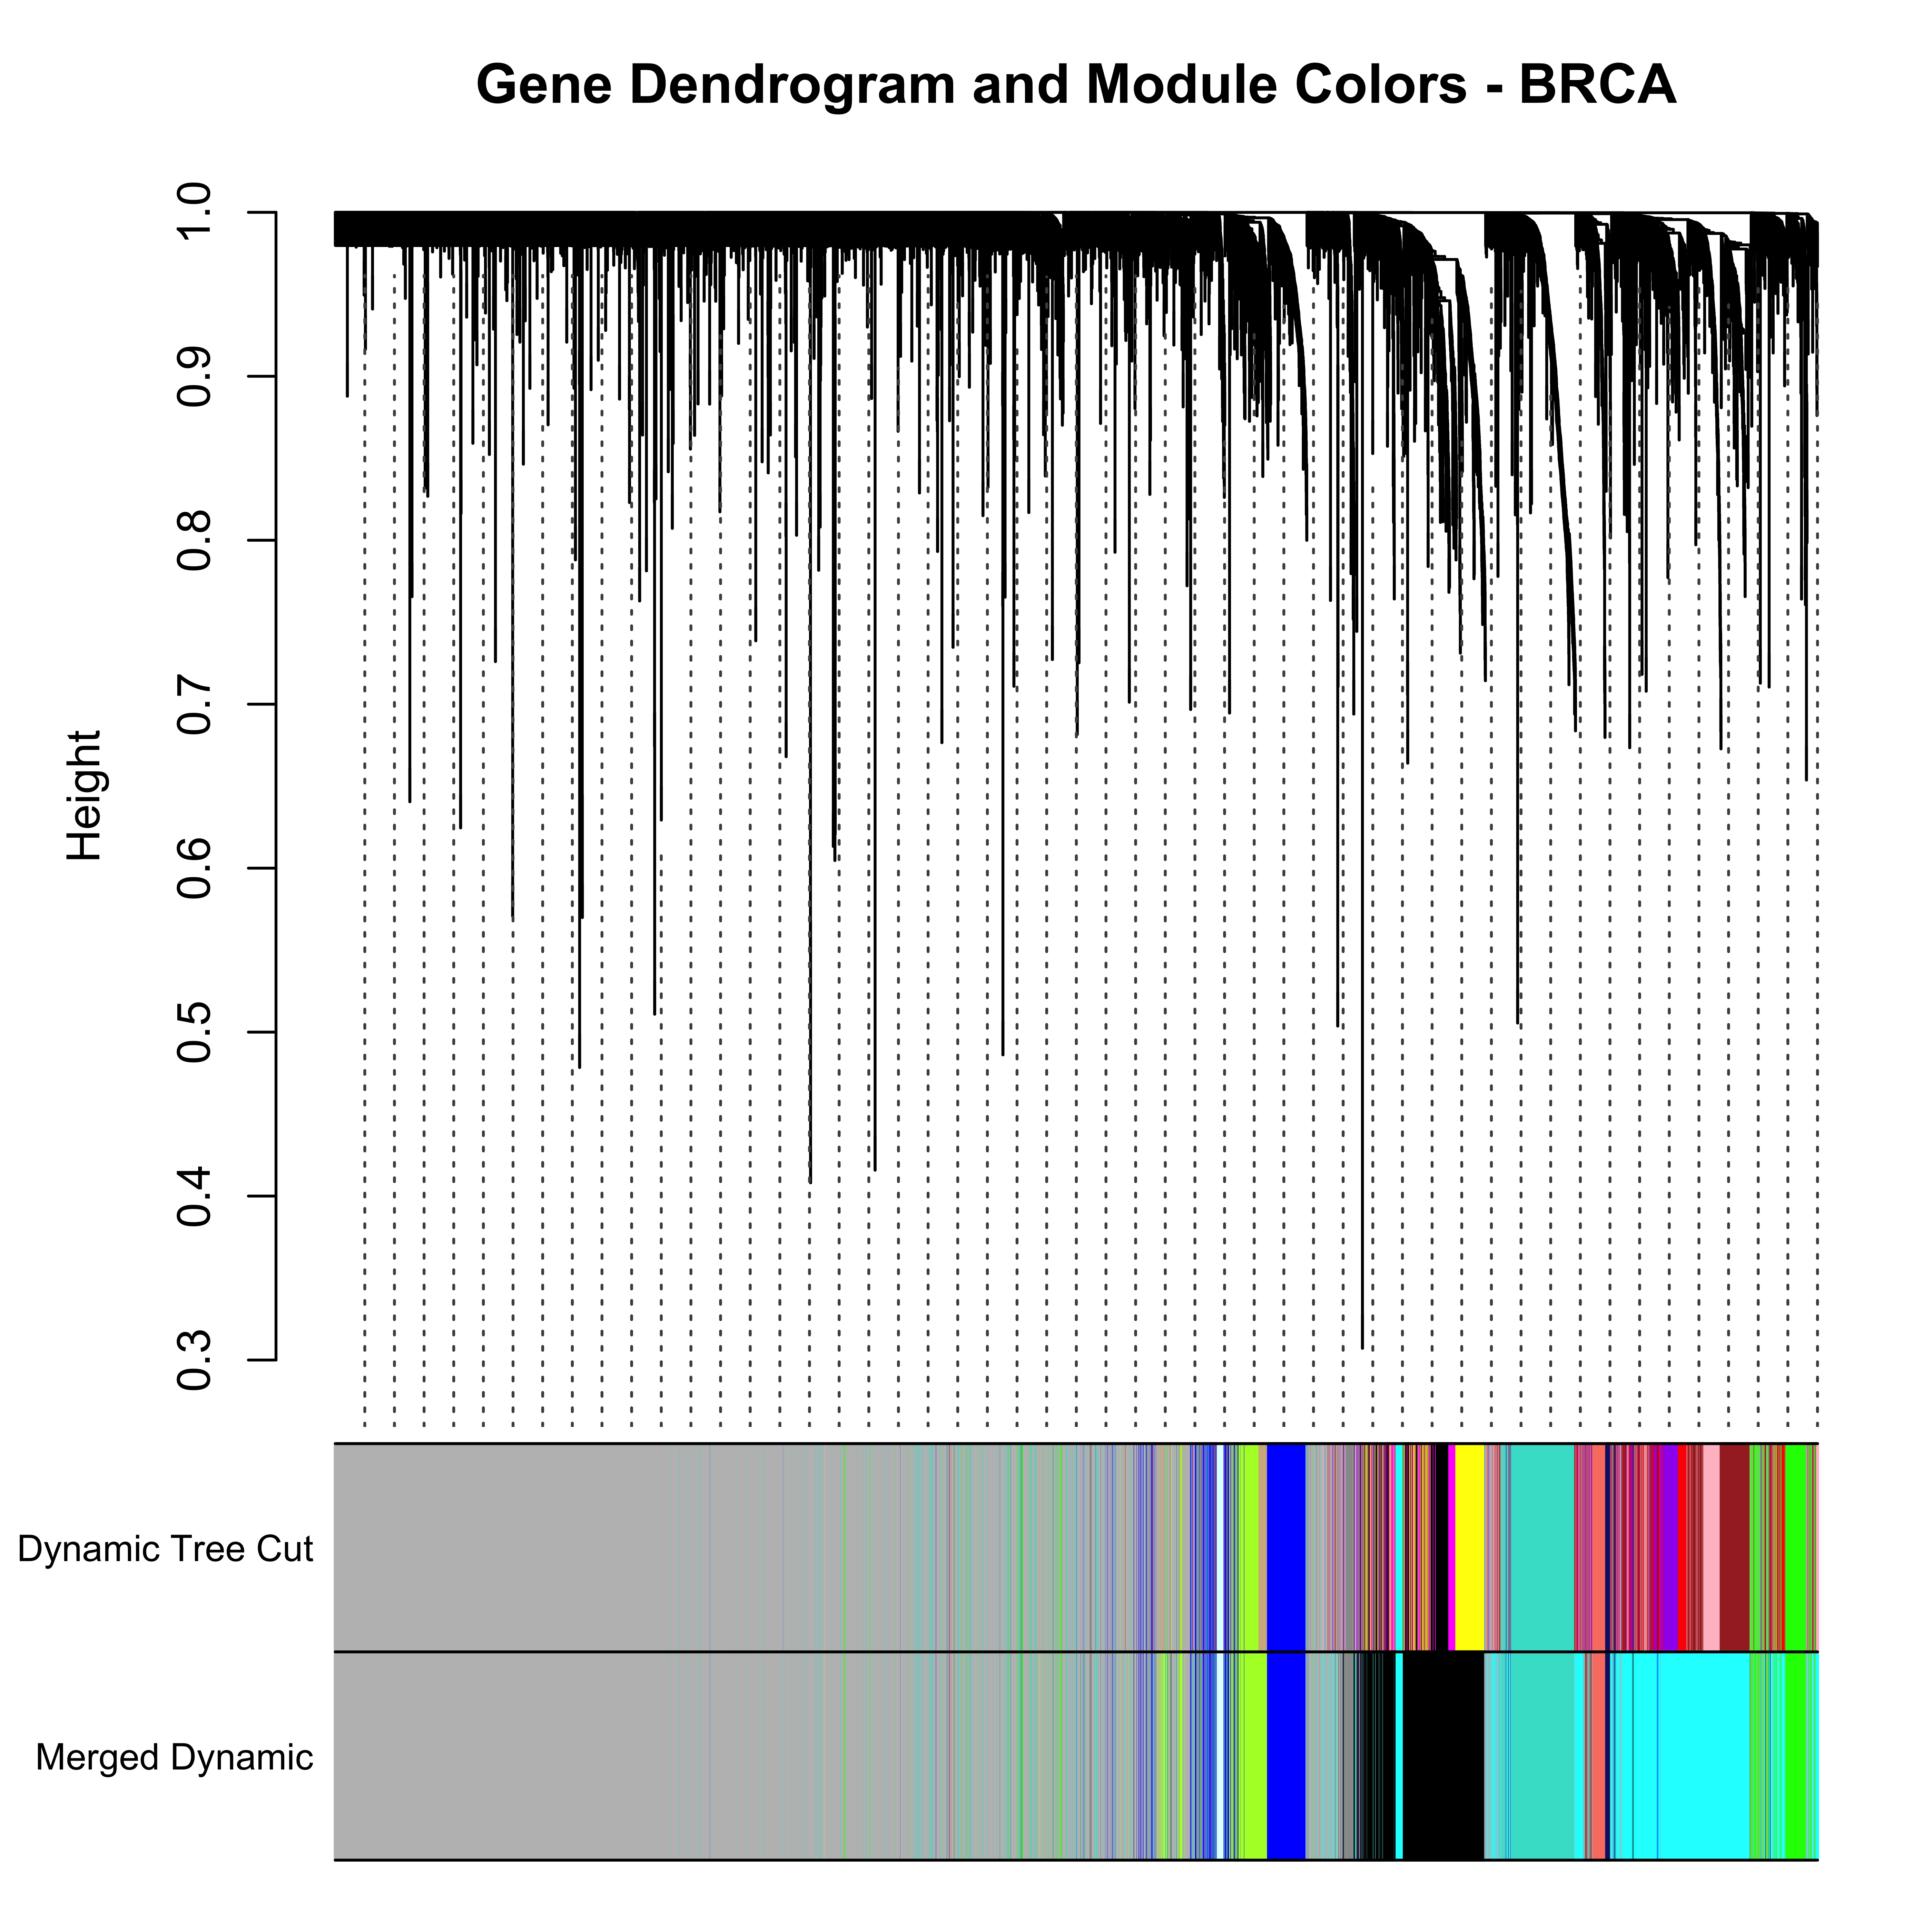 Gene Dendrogram and Module Colors - BRCA
1.0
0.9
0.8
0.7
0.6
0.5
0.4
0.3
Height
Dynamic Tree Cut
Merged Dynamic